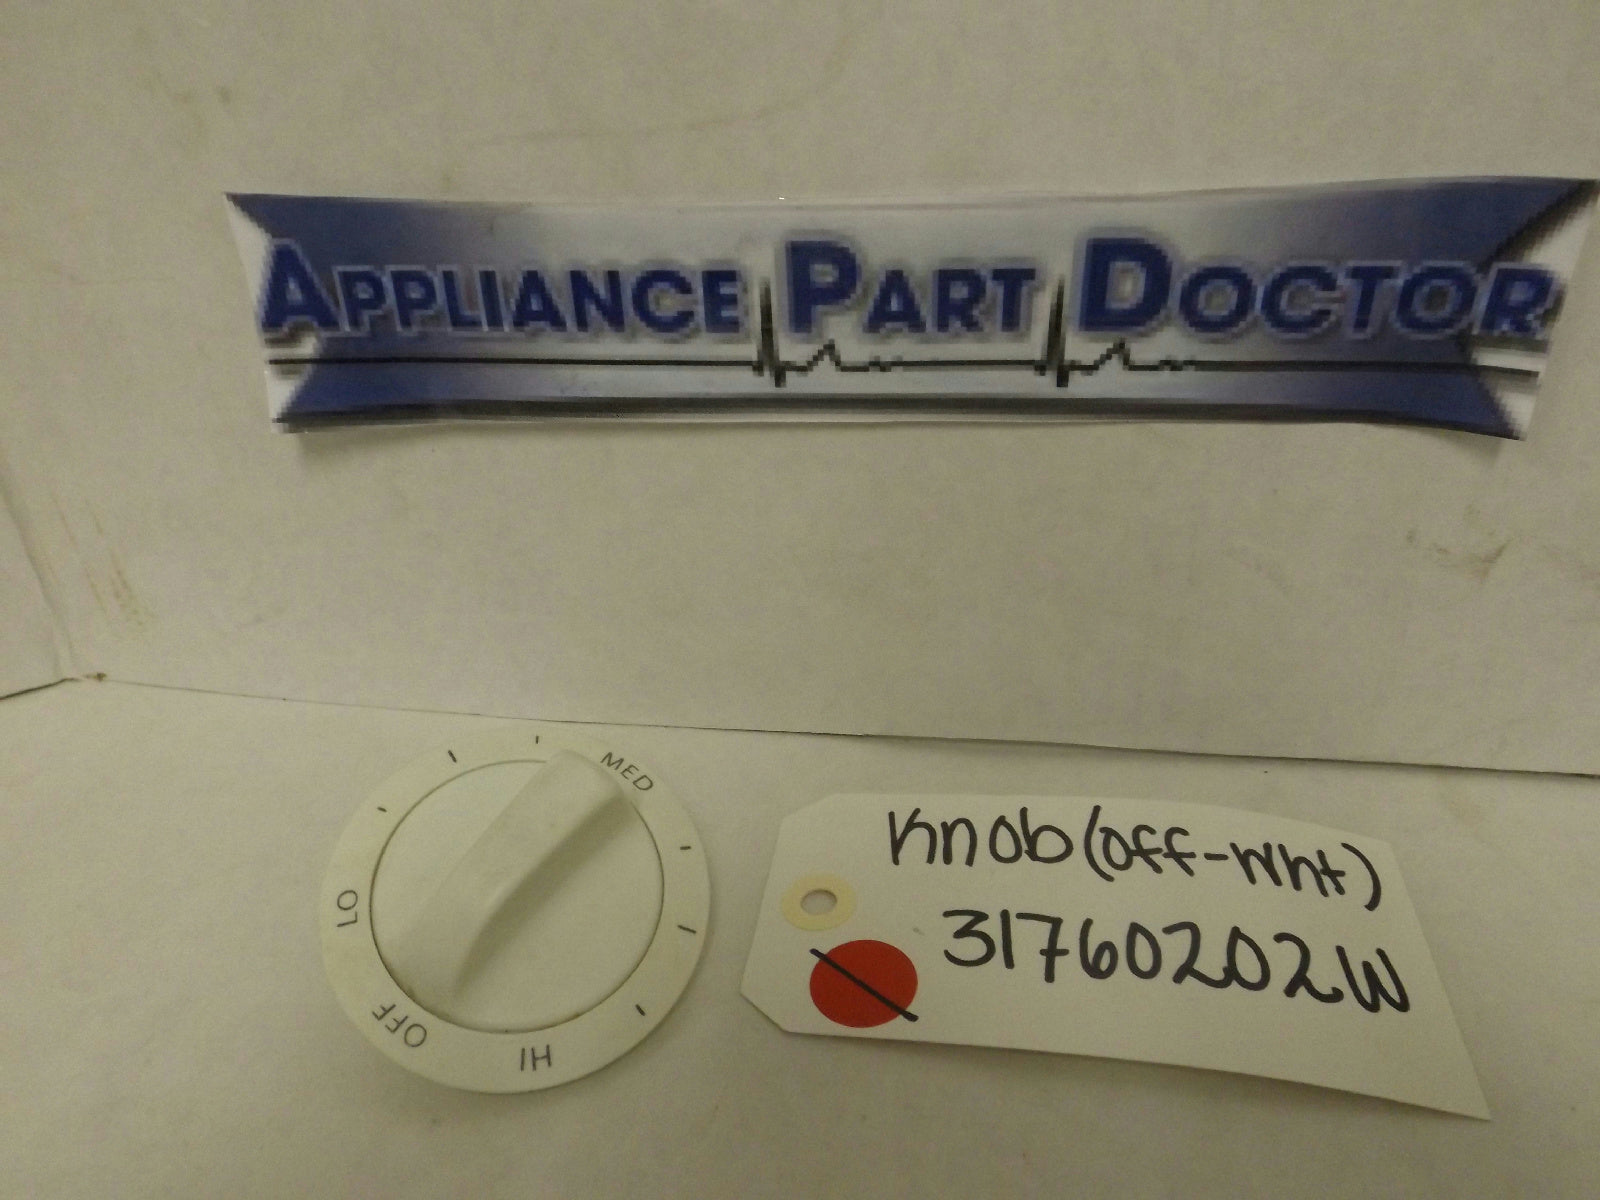 APPLIANCE PART DOCTOR
MED
LO
OFF
HI
Knob (off-Wht)
31760202W